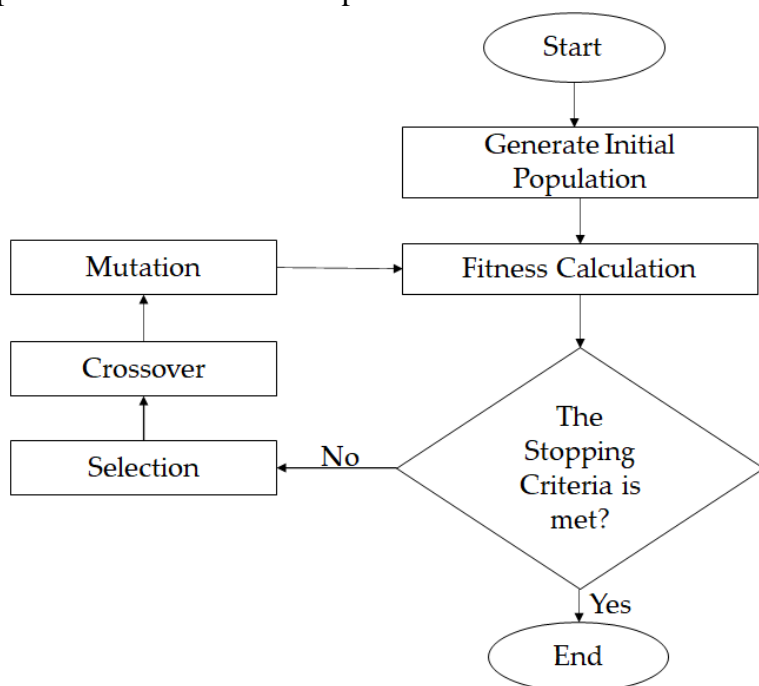 Start
Generate Initial
Population
Mutation
Fitness Calculation
Crossover
The
Stopping
Criteria is
met?
Selection
No
Yes
End